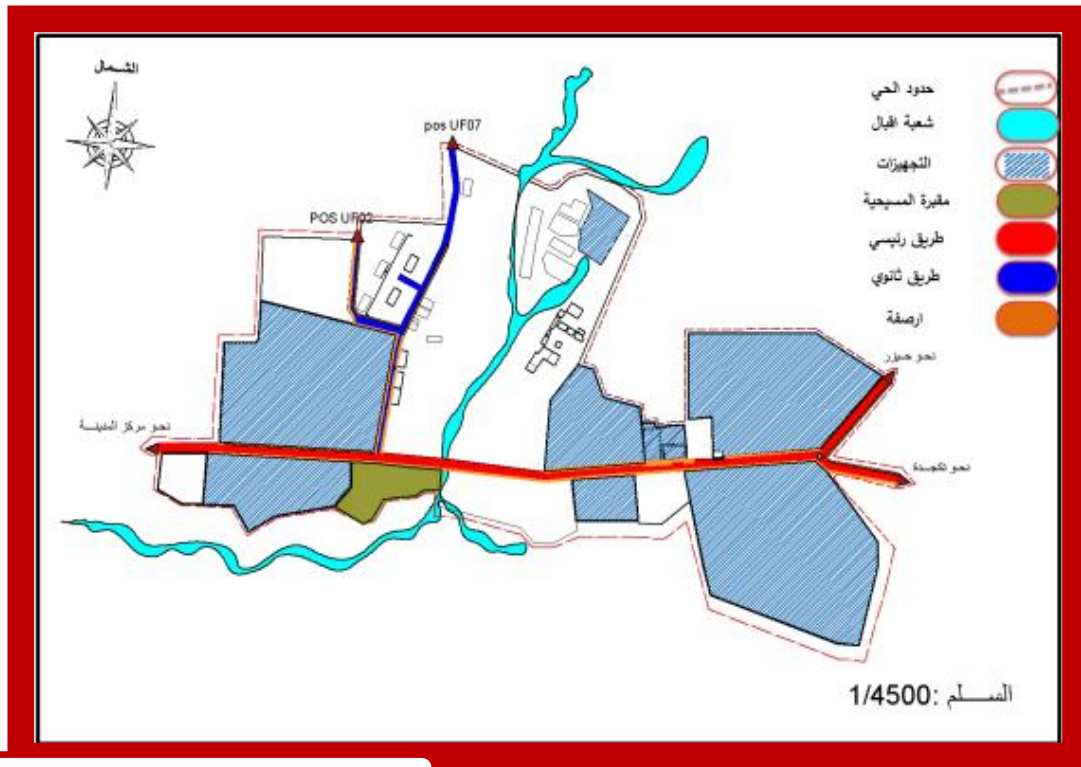 الشمال
pos UF07
POS UF02
حدود الحي
شعبة اقبال
التجهيزات
مقبرة المسيحية
طريق رئيسي
طريق ثانوي
ارصفة
نحو حيزر
نحو مركز المدينة
نحو تكجدة
السلم :1/4500